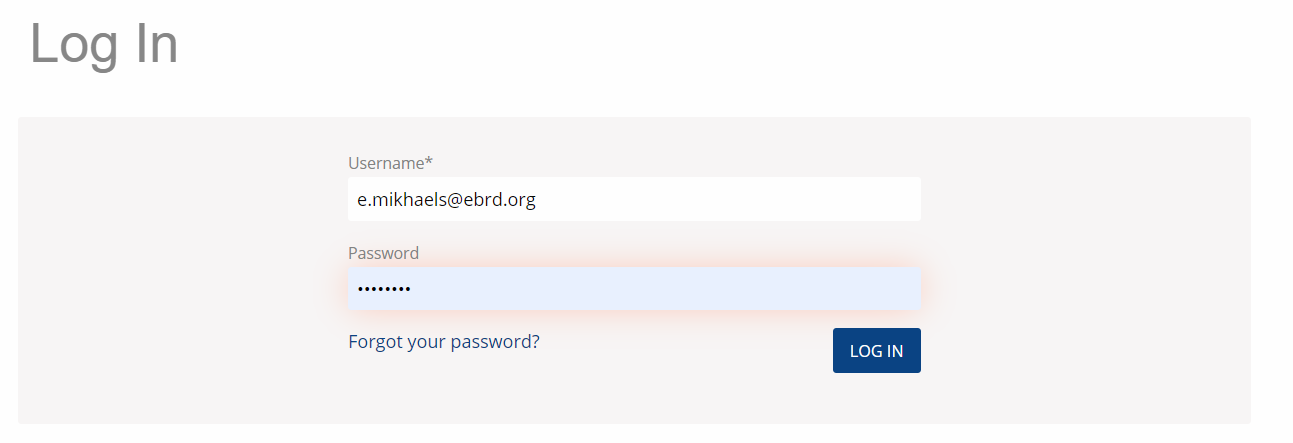 Log In
Username*
e.mikhaels@ebrd.org
Password
••••••••
Forgot your password?
LOG IN